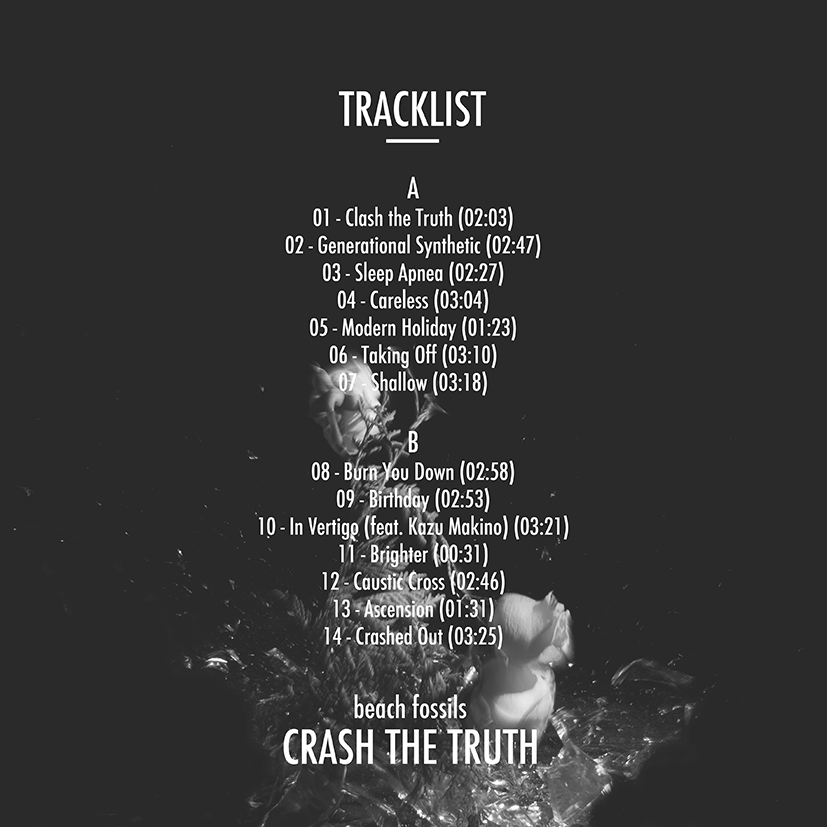 TRACKLIST
A
01 - Clash the Truth (02:03)
02 - Generational Synthetic (02:47)
03 - Sleep Apnea (02:27)
04 - Careless (03:04)
05 - Modern Holiday (01:23)
06 - Taking Off (03:10)
07 - Shallow (03:18)
B
08 - Burn You Down (02:58)
09 - Birthday (02:53)
10 - In Vertigo (feat. Kazu Makino) (03:21)
11 - Brighter (00:31)
12 - Caustic Cross (02:46)
13 - Ascension (01:31)
14 - Crashed Out (03:25)
beach fossils
CRASH THE TRUTH